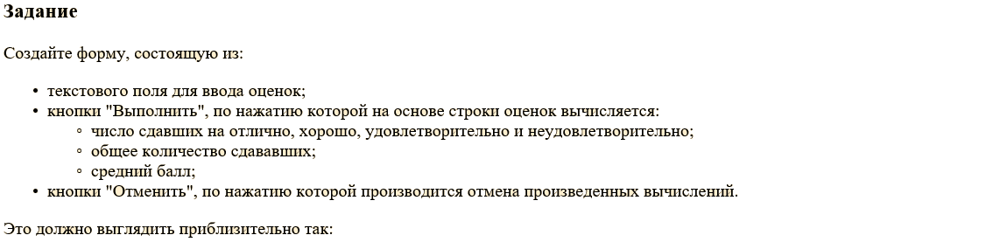 Задание
Создайте форму, состоящую из:
• текстового поля для ввода оценок;
• кнопки "Выполнить", по нажатию которой на основе строки оценок вычисляется:
◦ число сдавших на отлично, хорошо, удовлетворительно и неудовлетворительно;
◦ общее количество сдававших;
◦ средний балл;
• кнопки "Отменить", по нажатию которой производится отмена произведенных вычислений.
Это должно выглядить приблизительно так: